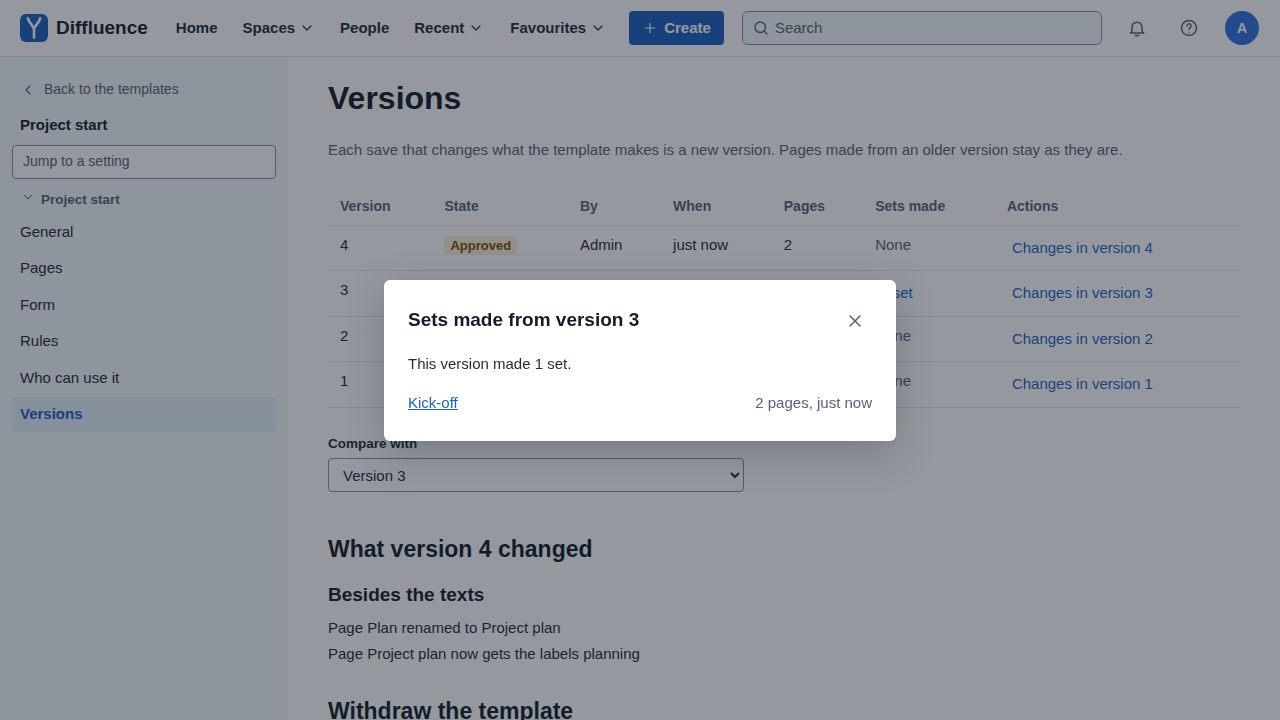 Diffluence Home Spaces People Recent Favourites Create Search A
Back to the templates
Project start
Jump to a setting
Project start
General
Pages
Form
Rules
Who can use it
Versions
Versions
Each save that changes what the template makes is a new version. Pages made from an older version stay as they are.
Version State By When Pages Sets made Actions
4 Approved Admin just now 2 None Changes in version 4
3 set Changes in version 3
2 Changes in version 2
1 Changes in version 1
Sets made from version 3
This version made 1 set.
Kick-off 2 pages, just now
Compare with
Version 3
What version 4 changed
Besides the texts
Page Plan renamed to Project plan
Page Project plan now gets the labels planning
Withdraw the template